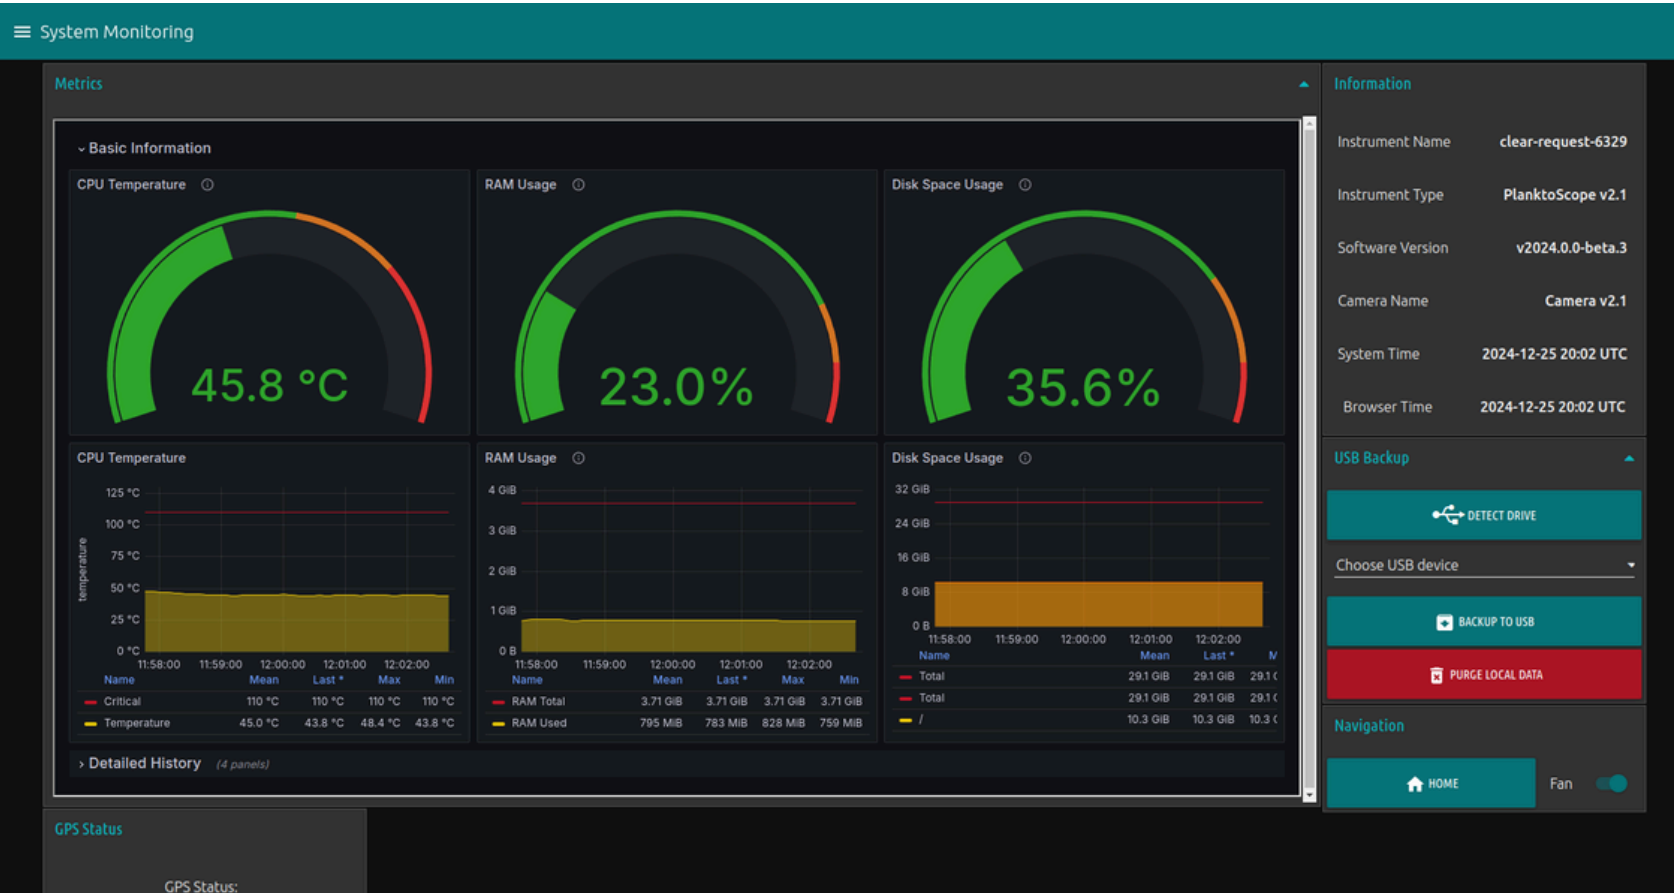 System Monitoring
Metrics
Basic Information
CPU Temperature
45.8 °C
RAM Usage
23.0%
Disk Space Usage
35.6%
CPU Temperature
temperature
125 °C
100 °C
75 °C
50 °C
25 °C
0 °C
11:58:00 11:59:00 12:00:00 12:01:00 12:02:00
Name Mean Last * Max Min
Critical 110 °C 110 °C 110 °C 110 °C
Temperature 45.0 °C 43.8 °C 48.4 °C 43.8 °C
RAM Usage
4 GiB
3 GiB
2 GiB
1 GiB
0 B
11:58:00 11:59:00 12:00:00 12:01:00 12:02:00
Name Mean Last * Max Min
RAM Total 3.71 GiB 3.71 GiB 3.71 GiB 3.71 GiB
RAM Used 795 MiB 783 MiB 828 MiB 759 MiB
Disk Space Usage
32 GiB
24 GiB
16 GiB
8 GiB
0 B
11:58:00 11:59:00 12:00:00 12:01:00 12:02:00
Name Mean Last * M
Total 29.1 GiB 29.1 GiB 29.1 G
Total 29.1 GiB 29.1 GiB 29.1 G
/ 10.3 GiB 10.3 GiB 10.3 G
Detailed History (4 panels)
Information
Instrument Name clear-request-6329
Instrument Type PlanktoScope v2.1
Software Version v2024.0.0-beta.3
Camera Name Camera v2.1
System Time 2024-12-25 20:02 UTC
Browser Time 2024-12-25 20:02 UTC
USB Backup
DETECT DRIVE
Choose USB device
BACKUP TO USB
PURGE LOCAL DATA
Navigation
HOME Fan
GPS Status
GPS Status: